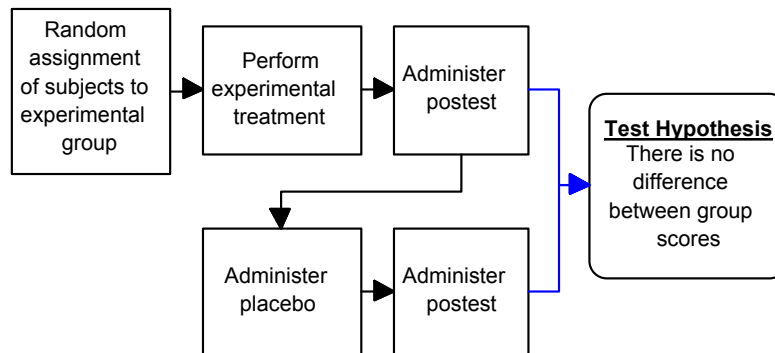 Random
assignment
of subjects to
experimental
group
Perform
experimental
treatment
Administer
postest
Test Hypothesis
There is no
difference
between group
scores
Administer
placebo
Administer
postest